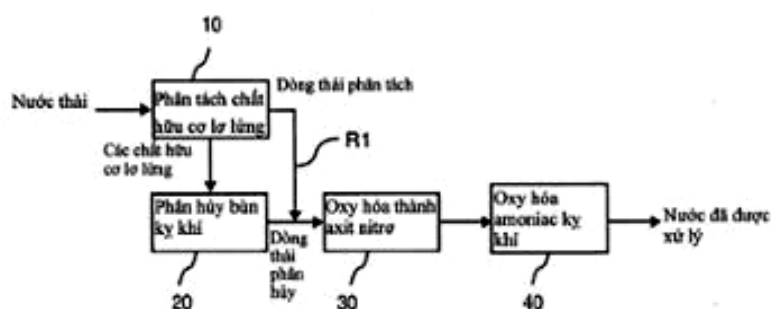 10
Dòng thải phân tách
Nước thải
Phân tách chất
hữu cơ lơ lửng
R1
Các chất hữu
cơ lơ lửng
Phân hủy bùn
kỵ khí
Oxy hóa thành
axit nitrơ
Oxy hóa
amoniac kỵ
khí
Nước đã được
xử lý
Dòng
thải
phân
hủy
20
30
40